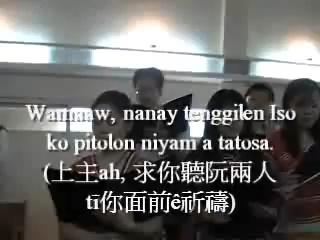 Wamaaw, nanay tenggilen Iso
ko pitolon niyam a tatosa.
(上主ah, 求你聽阮兩人
tī你面前ê祈禱)